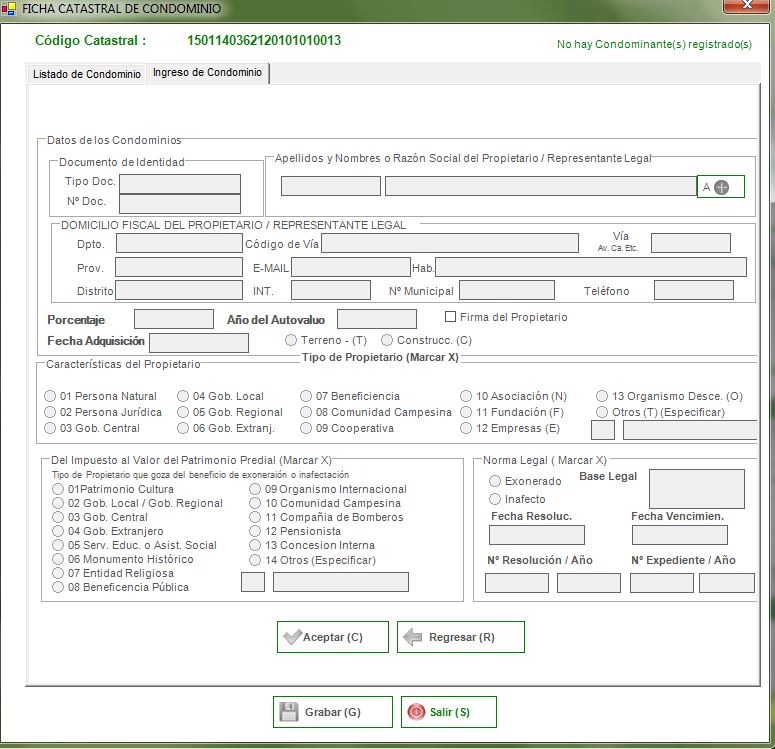 FICHA CATASTRAL DE CONDOMINIO
Código Catastral : 1501140362120101010013
No hay Condominante(s) registrado(s)
Listado de Condominio Ingreso de Condominio
Datos de los Condominios
Documento de Identidad
Apellidos y Nombres o Razón Social del Propietario / Representante Legal
Tipo Doc.
A
Nº Doc.
DOMICILIO FISCAL DEL PROPIETARIO / REPRESENTANTE LEGAL
Dpto. Código de Vía Vía
Av. Ca. Etc.
Prov. E-MAIL Hab.
Distrito INT. Nº Municipal Teléfono
Porcentaje Año del Autovaluo Firma del Propietario
Fecha Adquisición Terreno - (T) Construcc. (C)
Tipo de Propietario (Marcar X)
Características del Propietario
01 Persona Natural 04 Gob. Local 07 Beneficiencia 10 Asociación (N) 13 Organismo Desce. (O)
02 Persona Jurídica 05 Gob. Regional 08 Comunidad Campesina 11 Fundación (F) Otros (T) (Especificar)
03 Gob. Central 06 Gob. Extranj. 09 Cooperativa 12 Empresas (E)
Del Impuesto al Valor del Patrimonio Predial (Marcar X)
Tipo de Propietario que goza del beneficio de exoneraión o inafectación
01Patrimonio Cultura 09 Organismo Internacional
02 Gob. Local / Gob. Regional 10 Comunidad Campesina
03 Gob. Central 11 Compañia de Bomberos
04 Gob. Extranjero 12 Pensionista
05 Serv. Educ. o Asist. Social 13 Concesion Interna
06 Monumento Histórico 14 Otros (Especificar)
07 Entidad Religiosa
08 Beneficencia Pública
Norma Legal ( Marcar X)
Exonerado Base Legal
Inafecto
Fecha Resoluc. Fecha Vencimien.
Nº Resolución / Año Nº Expediente / Año
Aceptar (C) Regresar (R)
Grabar (G) Salir (S)